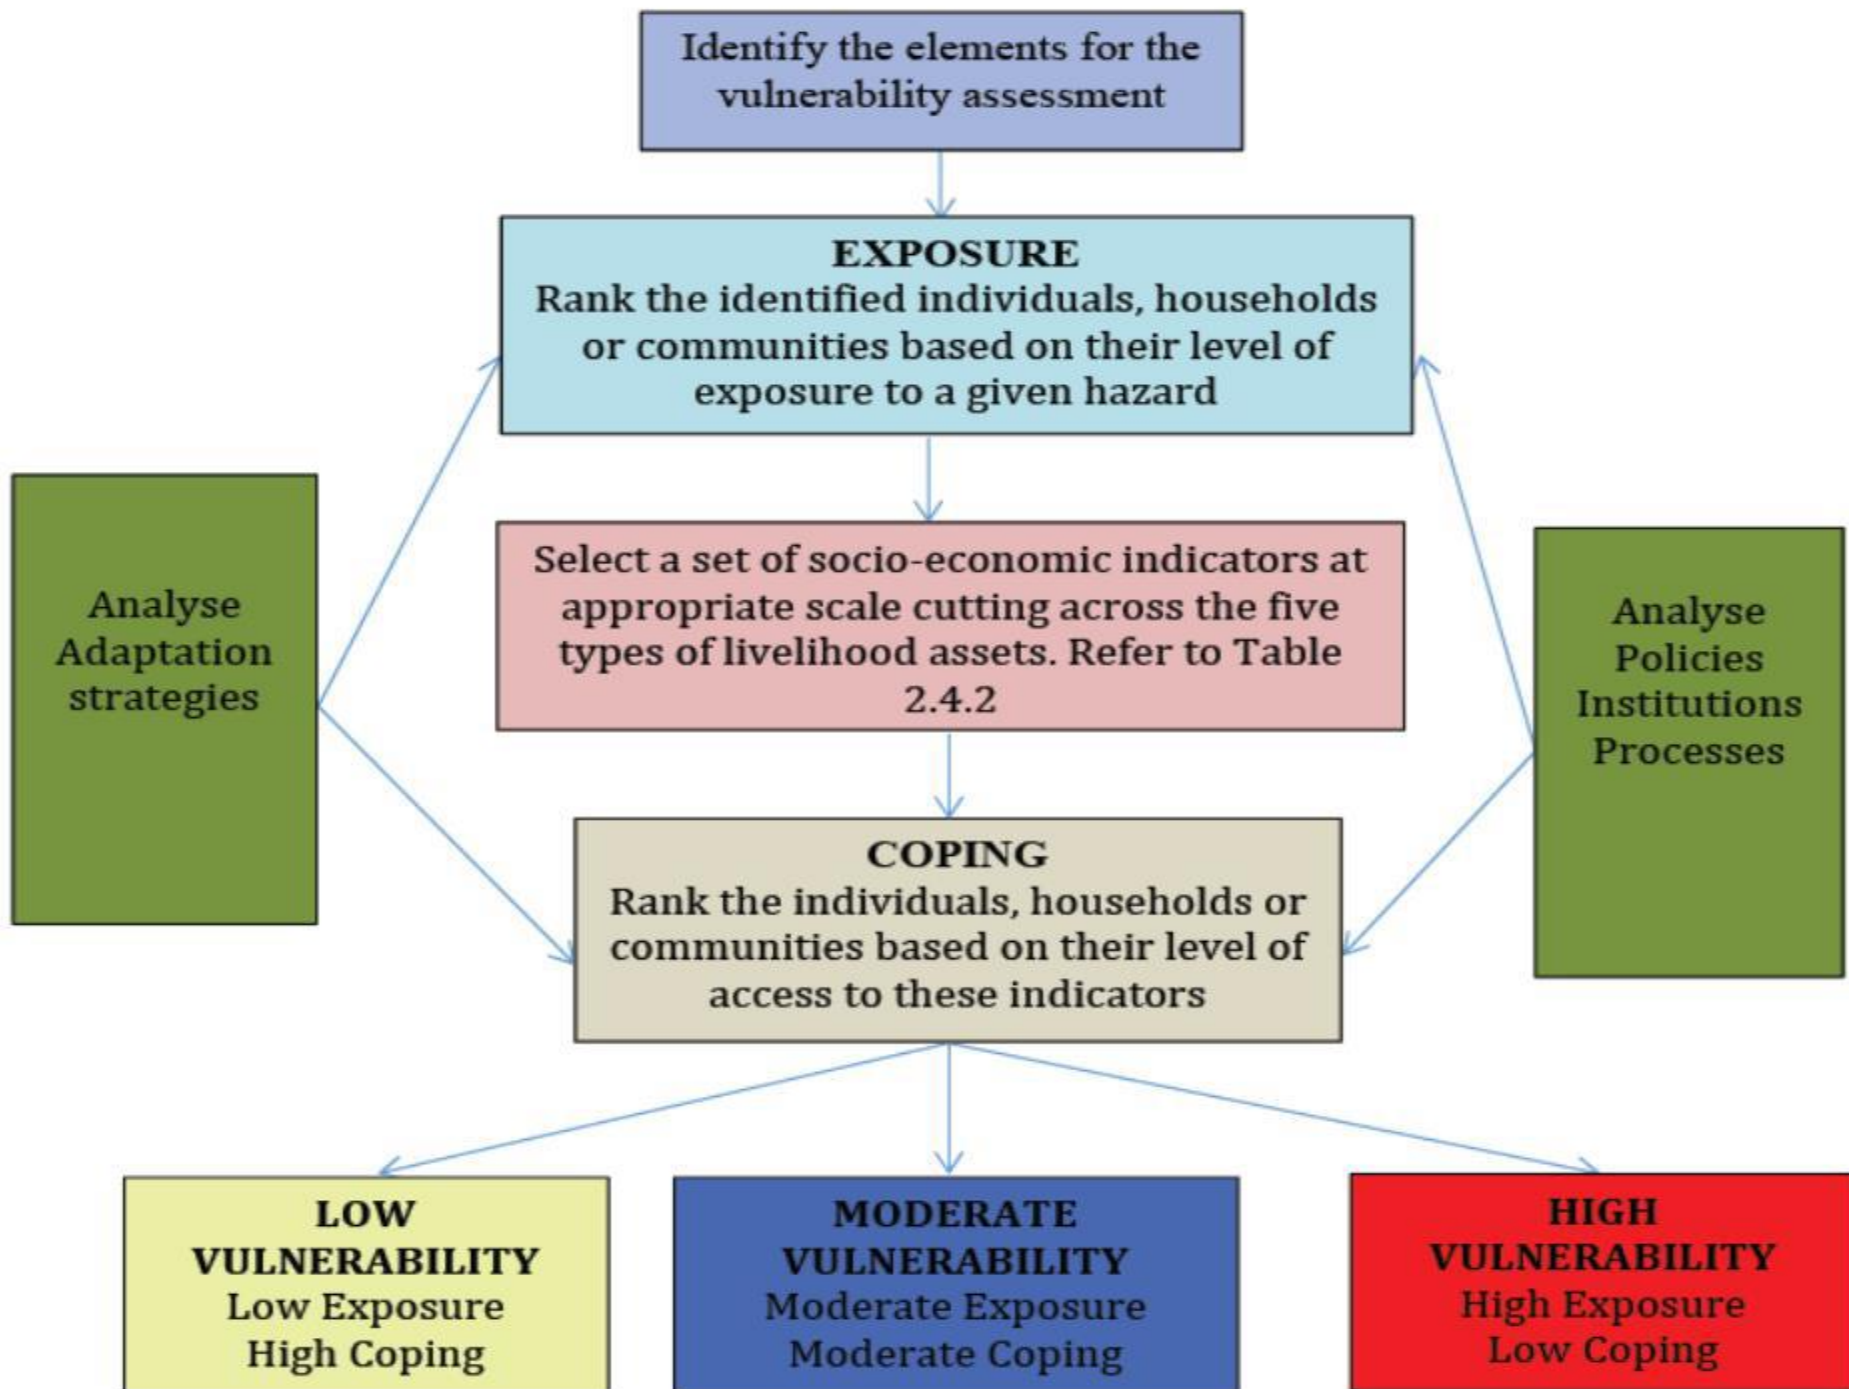 Identify the elements for the
vulnerability assessment
EXPOSURE
Rank the identified individuals, households
or communities based on their level of
exposure to a given hazard
Analyse
Adaptation
strategies
Select a set of socio-economic indicators at
appropriate scale cutting across the five
types of livelihood assets. Refer to Table
2.4.2
Analyse
Policies
Institutions
Processes
COPING
Rank the individuals, households or
communities based on their level of
access to these indicators
LOW
VULNERABILITY
Low Exposure
High Coping
MODERATE
VULNERABILITY
Moderate Exposure
Moderate Coping
HIGH
VULNERABILITY
High Exposure
Low Coping